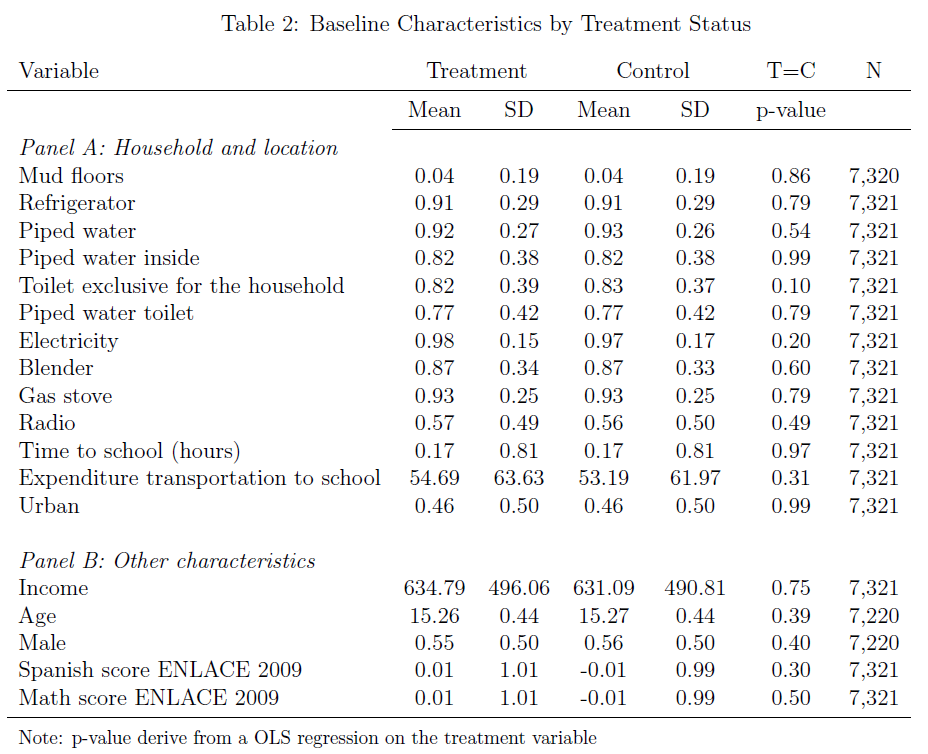 Table 2: Baseline Characteristics by Treatment Status
Variable Treatment Control T=C N
Mean SD Mean SD p-value
Panel A: Household and location
Mud floors 0.04 0.19 0.04 0.19 0.86 7,320
Refrigerator 0.91 0.29 0.91 0.29 0.79 7,321
Piped water 0.92 0.27 0.93 0.26 0.54 7,321
Piped water inside 0.82 0.38 0.82 0.38 0.99 7,321
Toilet exclusive for the household 0.82 0.39 0.83 0.37 0.10 7,321
Piped water toilet 0.77 0.42 0.77 0.42 0.79 7,321
Electricity 0.98 0.15 0.97 0.17 0.20 7,321
Blender 0.87 0.34 0.87 0.33 0.60 7,321
Gas stove 0.93 0.25 0.93 0.25 0.79 7,321
Radio 0.57 0.49 0.56 0.50 0.49 7,321
Time to school (hours) 0.17 0.81 0.17 0.81 0.97 7,321
Expenditure transportation to school 54.69 63.63 53.19 61.97 0.31 7,321
Urban 0.46 0.50 0.46 0.50 0.99 7,321
Panel B: Other characteristics
Income 634.79 496.06 631.09 490.81 0.75 7,321
Age 15.26 0.44 15.27 0.44 0.39 7,220
Male 0.55 0.50 0.56 0.50 0.40 7,220
Spanish score ENLACE 2009 0.01 1.01 -0.01 0.99 0.30 7,321
Math score ENLACE 2009 0.01 1.01 -0.01 0.99 0.50 7,321
Note: p-value derive from a OLS regression on the treatment variable